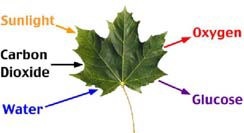 Sunlight
Oxygen
Carbon
Dioxide
Water
Glucose